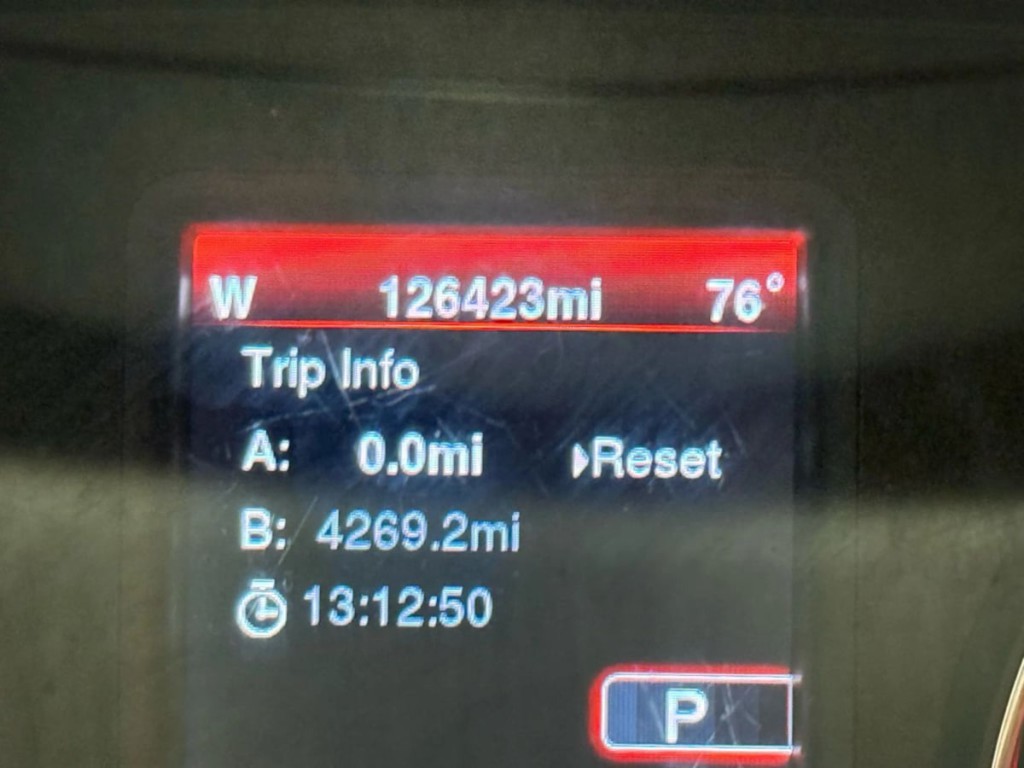 W 126423mi 76°
Trip Info
A: 0.0mi Reset
B: 4269.2mi
13:12:50
P